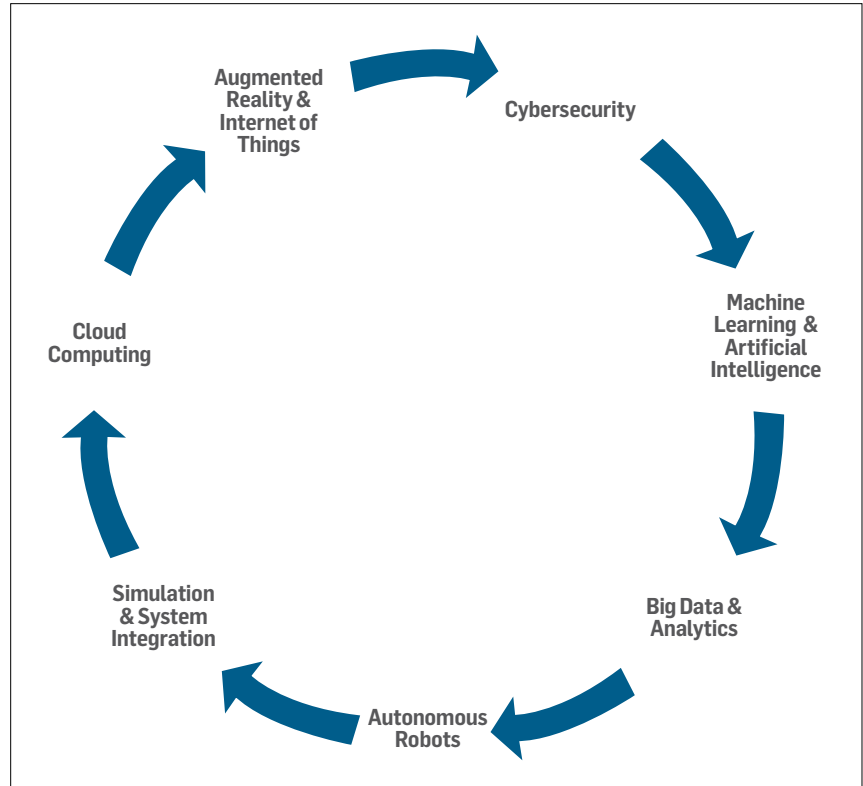 Augmented
Reality &
Internet of
Things
Cybersecurity
Machine
Learning &
Artificial
Intelligence
Big Data &
Analytics
Autonomous
Robots
Simulation
& System
Integration
Cloud
Computing